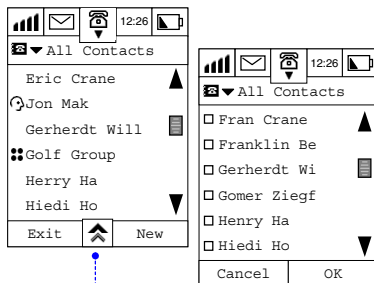 12:26
All Contacts
Eric Crane
Jon Mak
Gerherdt Will
Golf Group
Herry Ha
Hiedi Ho
Exit New
12:26
All Contacts
Fran Crane
Franklin Be
Gerherdt Wi
Gomer Ziegf
Henry Ha
Hiedi Ho
Cancel OK